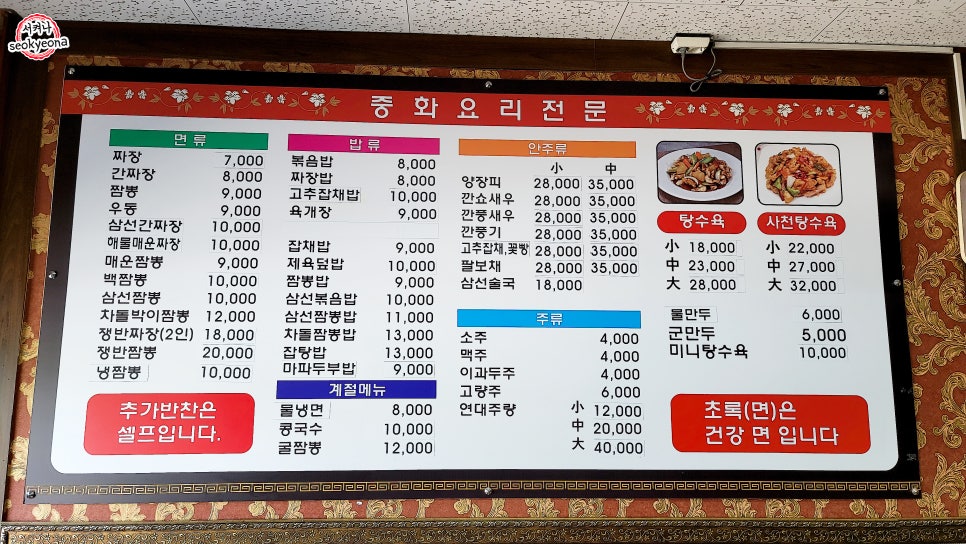 서켜나
seokyeona
중화요리전문
면류
짜장 7,000
간짜장 8,000
짬뽕 9,000
우동 9,000
삼선간짜장 10,000
해물매운짜장 10,000
매운짬뽕 9,000
백짬뽕 10,000
삼선짬뽕 10,000
차돌박이짬뽕 12,000
쟁반짜장(2인) 18,000
쟁반짬뽕 20,000
냉짬뽕 10,000
추가반찬은
셀프입니다.
밥류
볶음밥 8,000
짜장밥 8,000
고추잡채밥 10,000
육개장 9,000
잡채밥 9,000
제육덮밥 10,000
짬뽕밥 9,000
삼선볶음밥 10,000
삼선짬뽕밥 11,000
차돌짬뽕밥 13,000
잡탕밥 13,000
마파두부밥 9,000
계절메뉴
물냉면 8,000
콩국수 10,000
굴짬뽕 12,000
안주류
小 中
양장피 28,000 35,000
깐쇼새우 28,000 35,000
깐풍새우 28,000 35,000
깐풍기 28,000 35,000
고추잡채,꽃빵 28,000 35,000
팔보채 28,000 35,000
삼선술국 18,000
주류
소주 4,000
맥주 4,000
이과두주 4,000
고량주 6,000
연태주량 小 12,000
中 20,000
大 40,000
탕수육
小 18,000
中 23,000
大 28,000
사천탕수육
小 22,000
中 27,000
大 32,000
물만두 6,000
군만두 5,000
미니탕수육 10,000
초록(면)은
건강 면 입니다